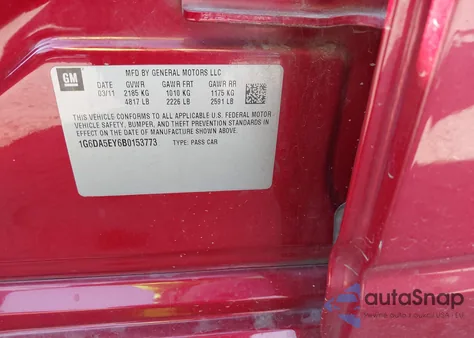 GM
MFD BY GENERAL MOTORS LLC
DATE GVWR GAWR FRT GAWR RR
03/11 2185 KG 1010 KG 1175 KG
4817 LB 2226 LB 2591 LB
THIS VEHICLE CONFORMS TO ALL APPLICABLE U.S. FEDERAL MOTOR
VEHICLE SAFETY, BUMPER, AND THEFT PREVENTION STANDARDS IN
EFFECT ON THE DATE OF MANUFACTURE SHOWN ABOVE.
1G6DA5EY6B0153773 TYPE: PASS CAR
autaSnap